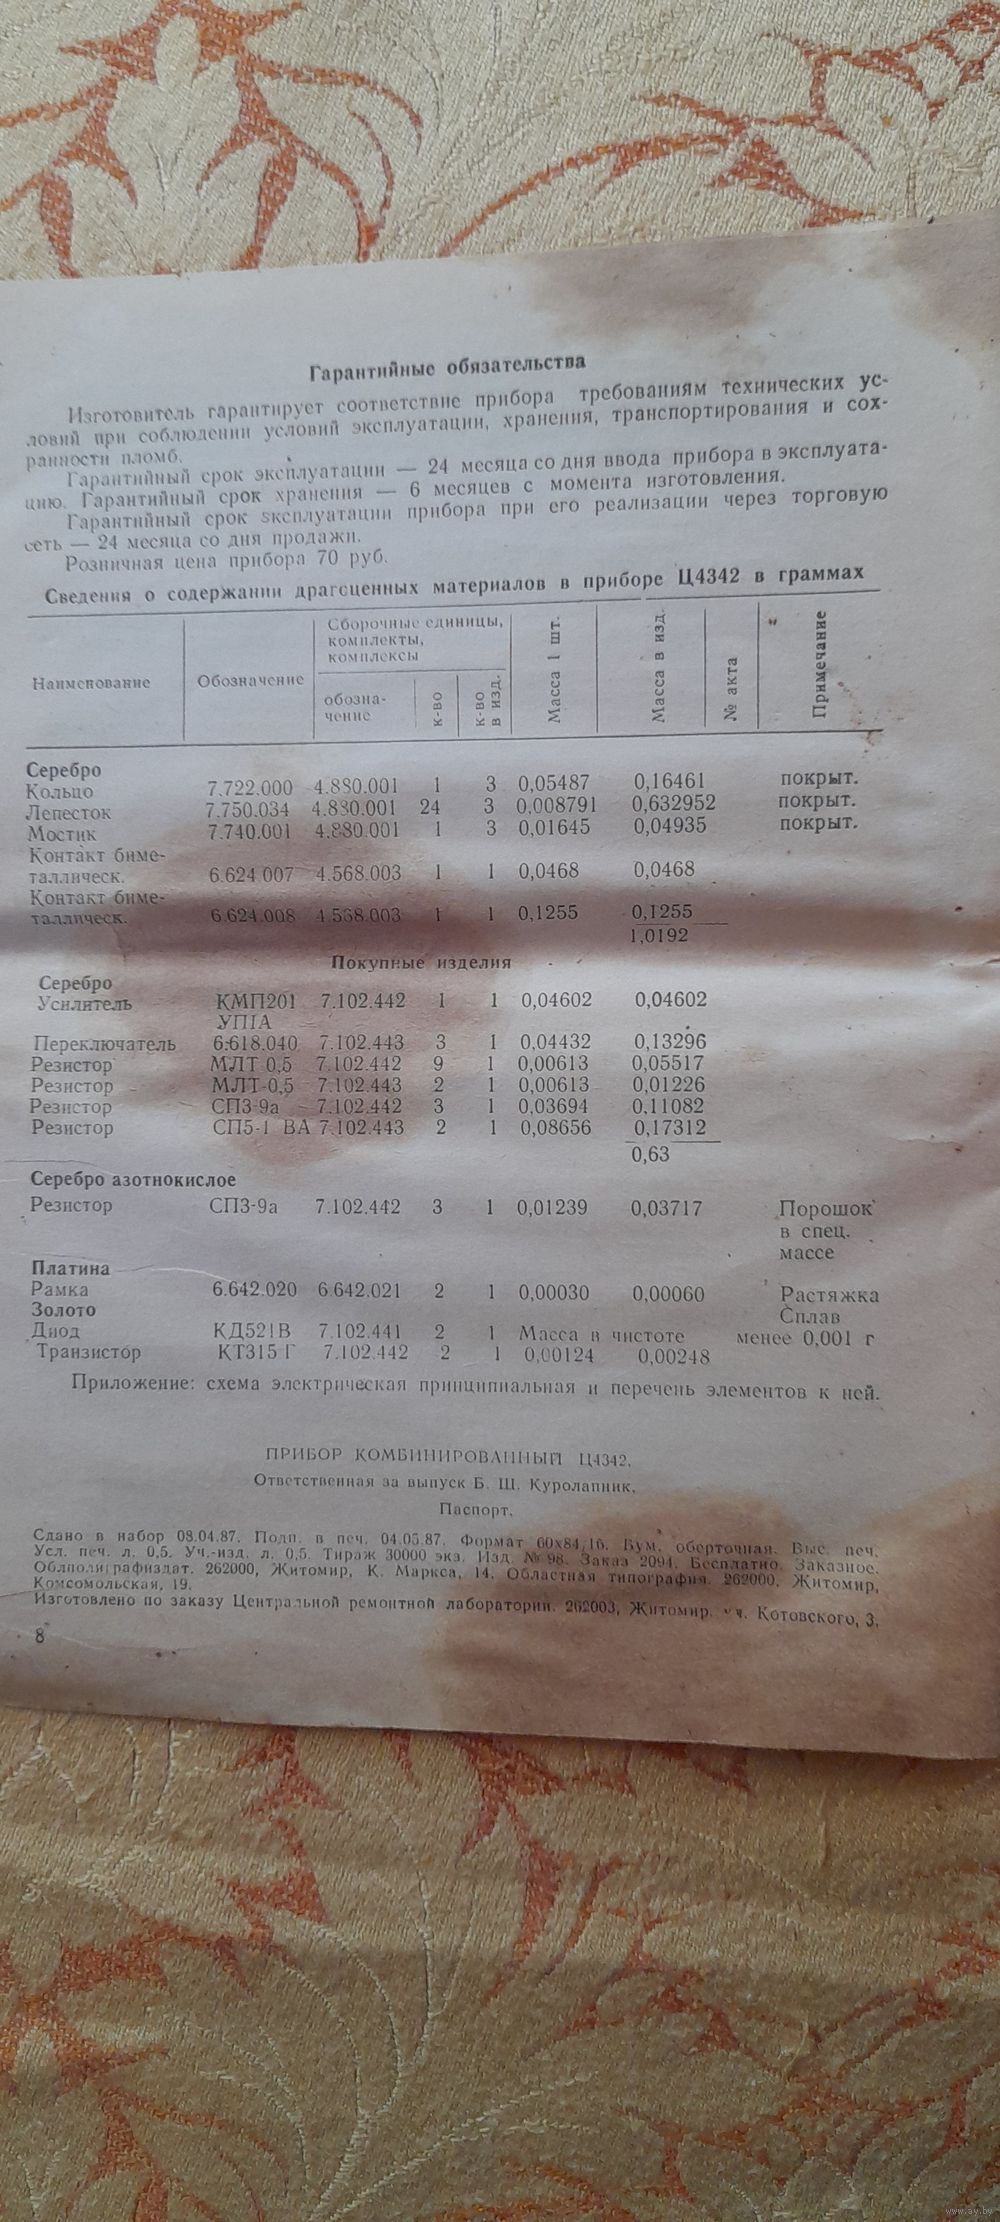 Гарантийные обязательства
Изготовитель гарантирует соответствие прибора требованиям технических ус-
ловий при соблюдении условий эксплуатации, хранения, транспортирования и сох-
ранности пломб.
Гарантийный срок эксплуатации — 24 месяца со дня ввода прибора в эксплуата-
цию. Гарантийный срок хранения — 6 месяцев с момента изготовления.
Гарантийный срок эксплуатации прибора при его реализации через торговую
сеть — 24 месяца со дня продажи.
Розничная цена прибора 70 руб.
Сведения о содержании драгоценных материалов в приборе Ц4342 в граммах
Наименование Обозначение Сборочные единицы, комплекты, комплексы обозна-чение к-во к-во в изд. Масса 1 шт. Масса в изд. № акта Примечание
Серебро
Кольцо 7.722.000 4.880.001 1 3 0,05487 0,16461 покрыт.
Лепесток 7.750.034 4.880.001 24 3 0,008791 0,632952 покрыт.
Мостик 7.740.001 4.880.001 1 3 0,01645 0,04935 покрыт.
Контакт биме-
таллическ. 6.624.007 4.568.003 1 1 0,0468 0,0468
Контакт биме-
таллическ. 6.624.008 4.568.003 1 1 0,1255 0,1255
1,0192
Покупные изделия
Серебро
Усилитель КМП201 7.102.442 1 1 0,04602 0,04602
УП1А
Переключатель 6.618.040 7.102.443 3 1 0,04432 0,13296
Резистор МЛТ-0,5 7.102.442 9 1 0,00613 0,05517
Резистор МЛТ-0,5 7.102.443 2 1 0,00613 0,01226
Резистор СП3-9а 7.102.442 3 1 0,03694 0,11082
Резистор СП5-1 ВА 7.102.443 2 1 0,08656 0,17312
0,63
Серебро азотнокислое
Резистор СП3-9а 7.102.442 3 1 0,01239 0,03717 Порошок
в спец.
массе
Платина
Рамка 6.642.020 6.642.021 2 1 0,00030 0,00060 Растяжка
Золото Сплав
Диод КД521В 7.102.441 2 1 Масса в чистоте менее 0,001 г
Транзистор КТ315 Г 7.102.442 2 1 0,00124 0,00248
Приложение: схема электрическая принципиальная и перечень элементов к ней.
ПРИБОР КОМБИНИРОВАННЫЙ Ц4342.
Ответственная за выпуск Б. Ш. Куролапник.
Паспорт.
Сдано в набор 08.04.87. Подп. в печ. 04.05.87. Формат 60х84/16. Бум. оберточная. Выс. печ.
Усл. печ. л. 0,5. Уч.-изд. л. 0,5. Тираж 30000 экз. Изд. № 98. Заказ 2094. Бесплатно. Заказное.
Облполиграфиздат. 262000, Житомир, К. Маркса, 14. Областная типография. 262000, Житомир,
Комсомольская, 19.
Изготовлено по заказу Центральной ремонтной лаборатории. 262003, Житомир. Котовского, 3.
8
www.ay.by